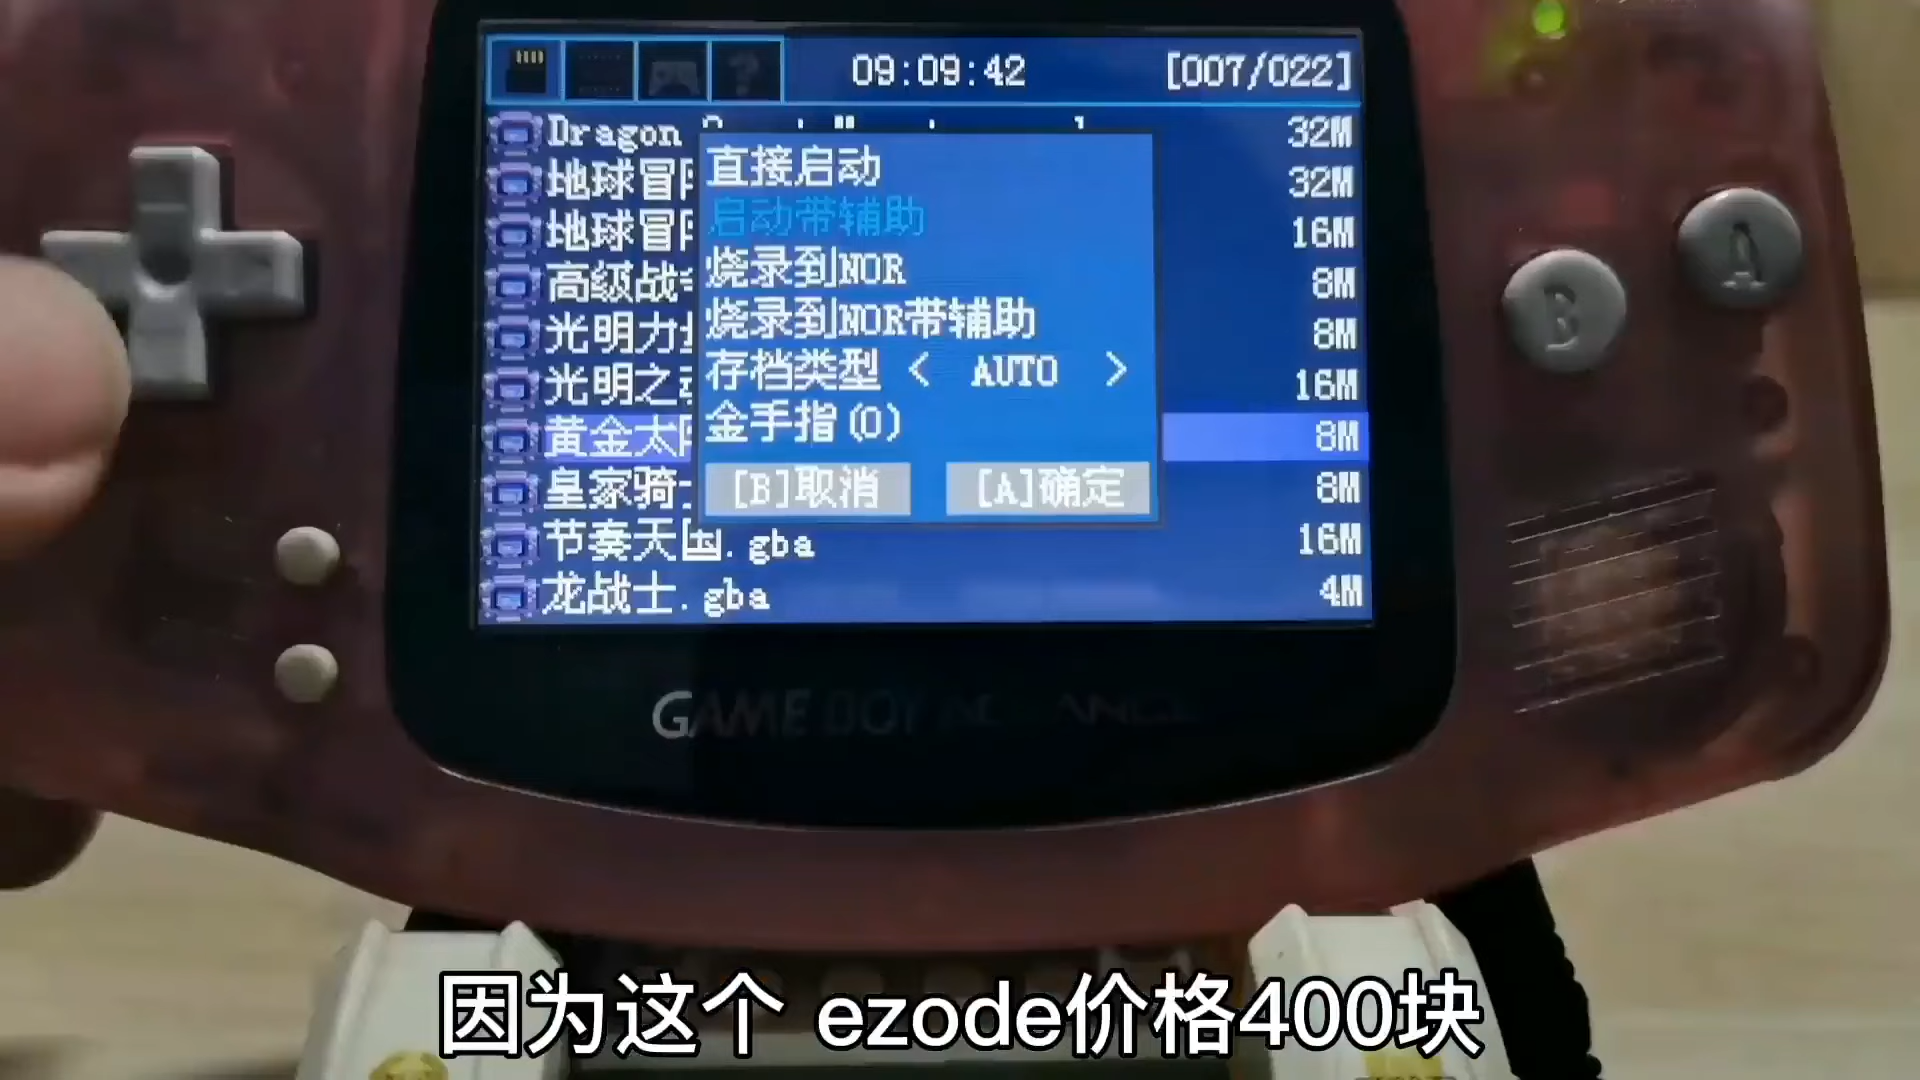 09:09:42 [007/022]
Dragon 32M
地球冒 32M
地球冒 16M
高级战 8M
光明力 8M
光明之 16M
黄金太 8M
皇家骑 8M
节奏天国.gba 16M
龙战士.gba 4M
直接启动
启动带辅助
烧录到NOR
烧录到NOR带辅助
存档类型 < AUTO >
金手指(0)
[B]取消 [A]确定
B A
GAME BOY ADVANCE
因为这个 ezode价格400块